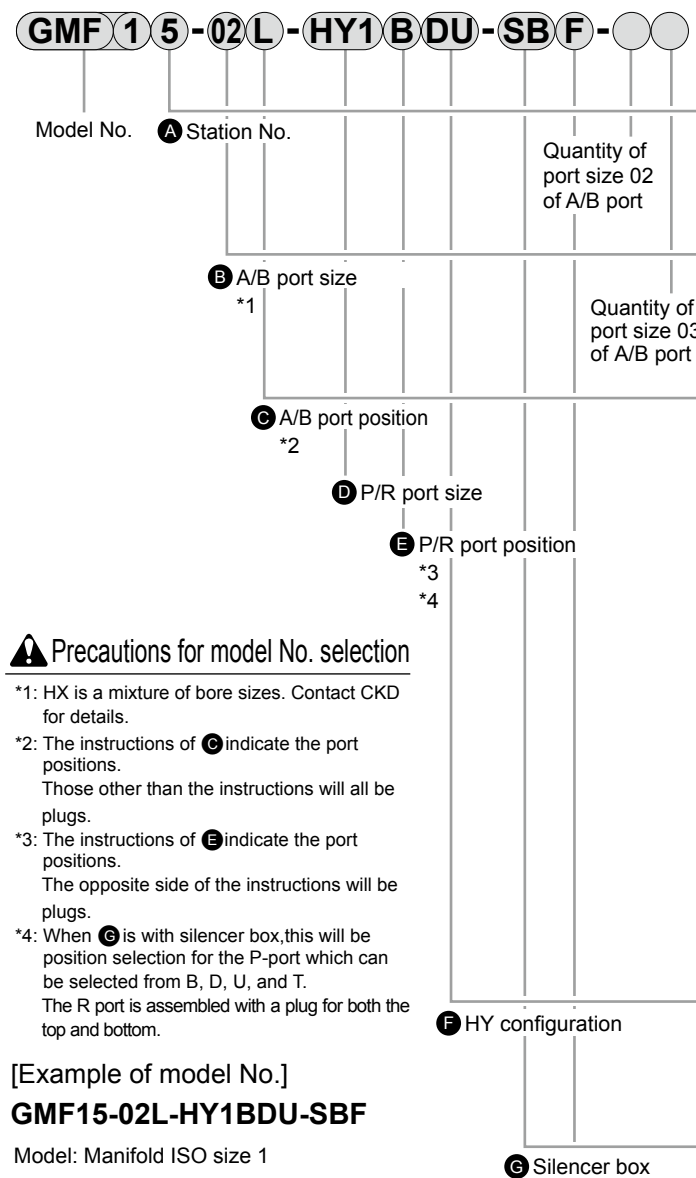 GMF 1 5 - 02 L - HY1 B DU - SB F -
Model No.
A Station No.
Quantity of
port size 02
of A/B port
B A/B port size
*1
Quantity of
port size 03
of A/B port
C A/B port position
*2
D P/R port size
E P/R port position
*3
*4
Precautions for model No. selection
*1: HX is a mixture of bore sizes. Contact CKD
for details.
*2: The instructions of C indicate the port
positions.
Those other than the instructions will all be
plugs.
*3: The instructions of E indicate the port
positions.
The opposite side of the instructions will be
plugs.
*4: When G is with silencer box,this will be
position selection for the P-port which can
be selected from B, D, U, and T.
The R port is assembled with a plug for both the
top and bottom.
F HY configuration
[Example of model No.]
GMF15-02L-HY1BDU-SBF
Model: Manifold ISO size 1
G Silencer box